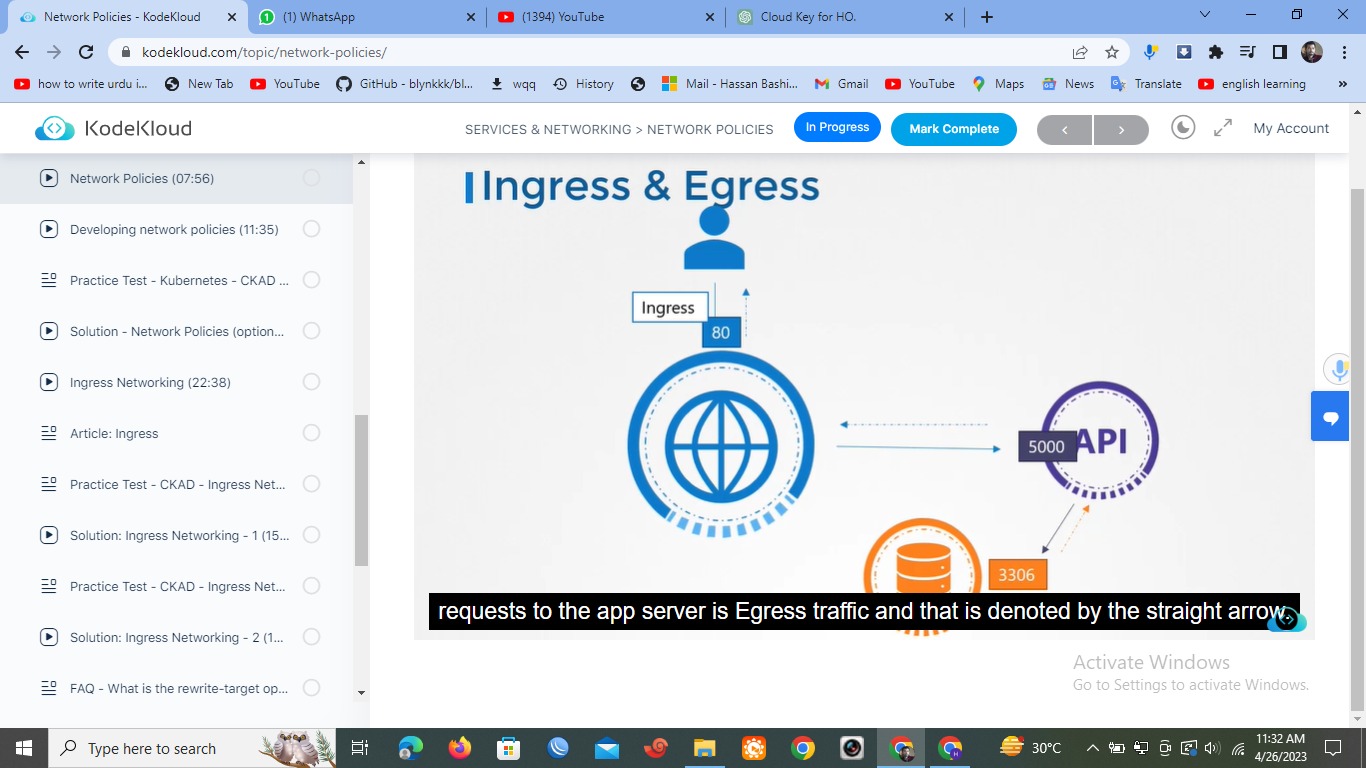 Network Policies - KodeKloud
(1) WhatsApp
(1394) YouTube
Cloud Key for HO.
kodekloud.com/topic/network-policies/
how to write urdu i...
New Tab
YouTube
GitHub - blynkkk/bl...
wqq
History
Mail - Hassan Bashi...
Gmail
YouTube
Maps
News
Translate
english learning
»
KodeKloud
SERVICES & NETWORKING > NETWORK POLICIES
In Progress
Mark Complete
My Account
Network Policies (07:56)
Developing network policies (11:35)
Practice Test - Kubernetes - CKAD ...
Solution - Network Policies (option...
Ingress Networking (22:38)
Article: Ingress
Practice Test - CKAD - Ingress Net...
Solution: Ingress Networking - 1 (15...
Practice Test - CKAD - Ingress Net...
Solution: Ingress Networking - 2 (1...
FAQ - What is the rewrite-target op...
Ingress & Egress
Ingress
80
5000
API
3306
requests to the app server is Egress traffic and that is denoted by the straight arrow.
Activate Windows
Go to Settings to activate Windows.
Type here to search
30°C
11:32 AM
4/26/2023